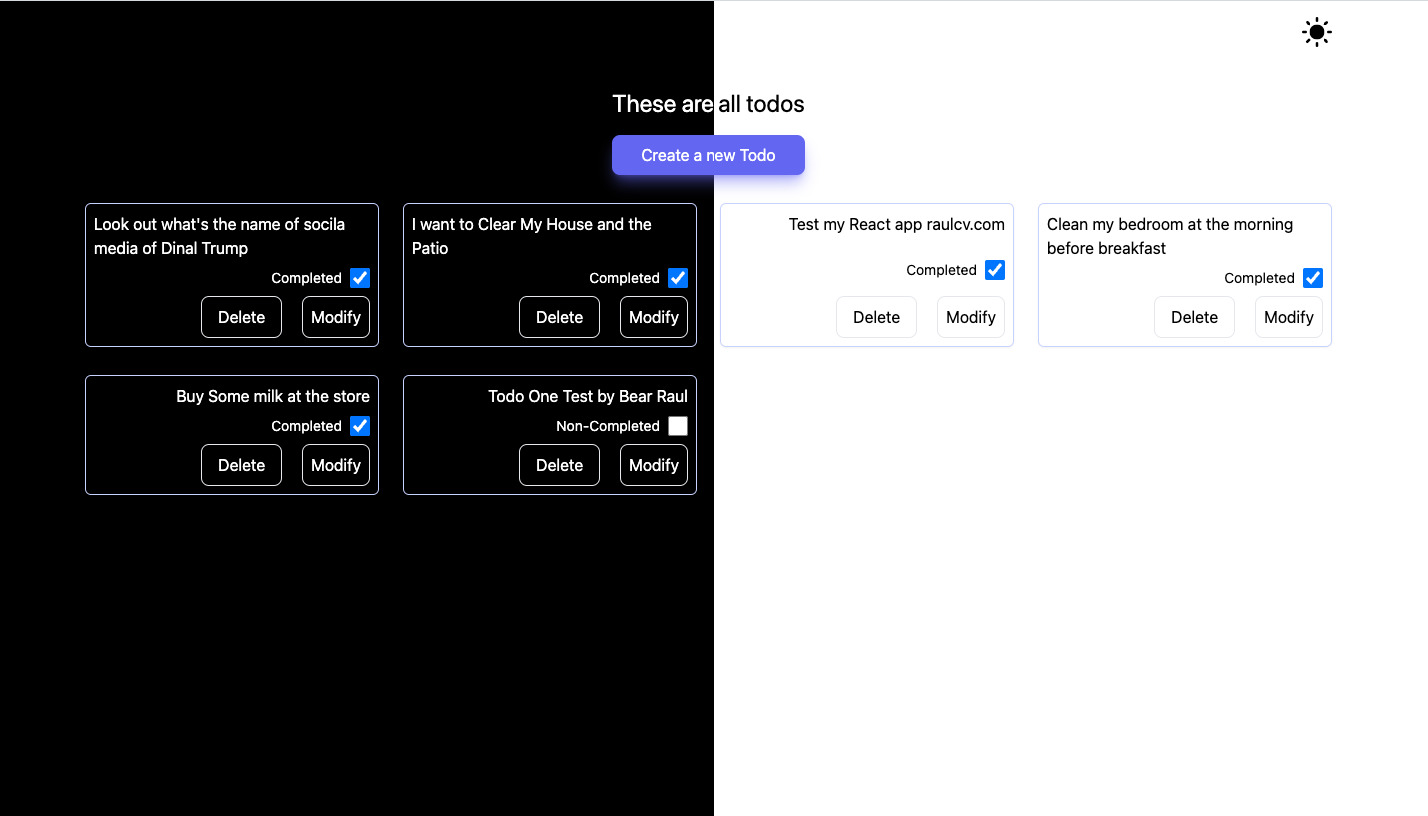 These are all todos
Create a new Todo
Look out what's the name of socila
media of Dinal Trump
Completed
Delete
Modify
I want to Clear My House and the
Patio
Completed
Delete
Modify
Test my React app raulcv.com
Completed
Delete
Modify
Clean my bedroom at the morning
before breakfast
Completed
Delete
Modify
Buy Some milk at the store
Completed
Delete
Modify
Todo One Test by Bear Raul
Non-Completed
Delete
Modify